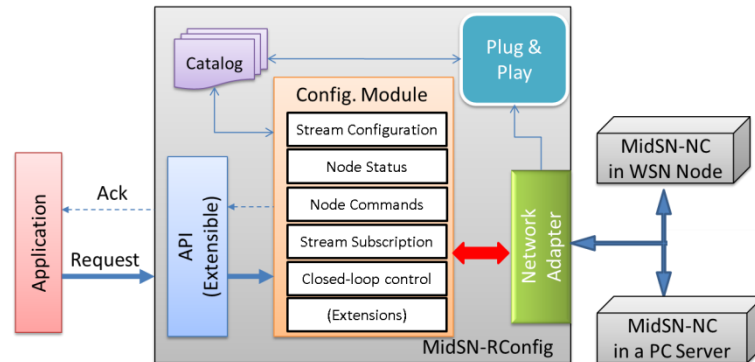 Catalog
Plug &
Play
Config. Module
Stream Configuration
Node Status
Node Commands
Stream Subscription
Closed-loop control
(Extensions)
Application
Ack
Request
API
(Extensible)
Network
Adapter
MidSN-NC
in WSN Node
MidSN-NC
in a PC Server
MidSN-RConfig